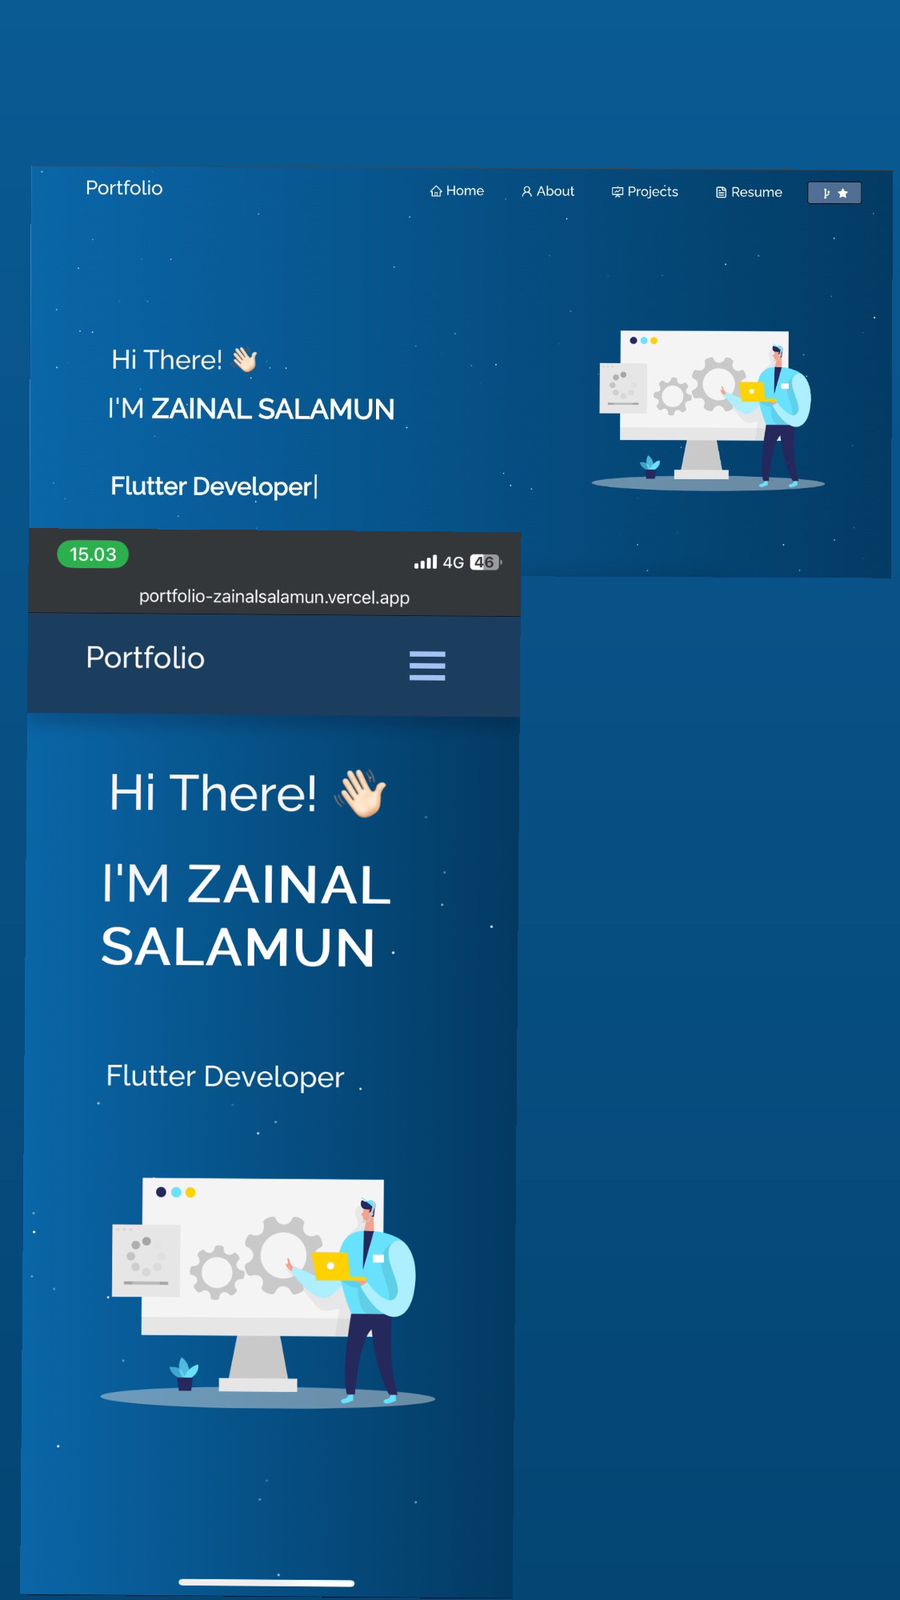 Portfolio
Home About Projects Resume
Hi There! 👋🏻
I'M ZAINAL SALAMUN
Flutter Developer|
15.03 4G 46
portfolio-zainalsalamun.vercel.app
Portfolio
Hi There! 👋🏻
I'M ZAINAL
SALAMUN
Flutter Developer